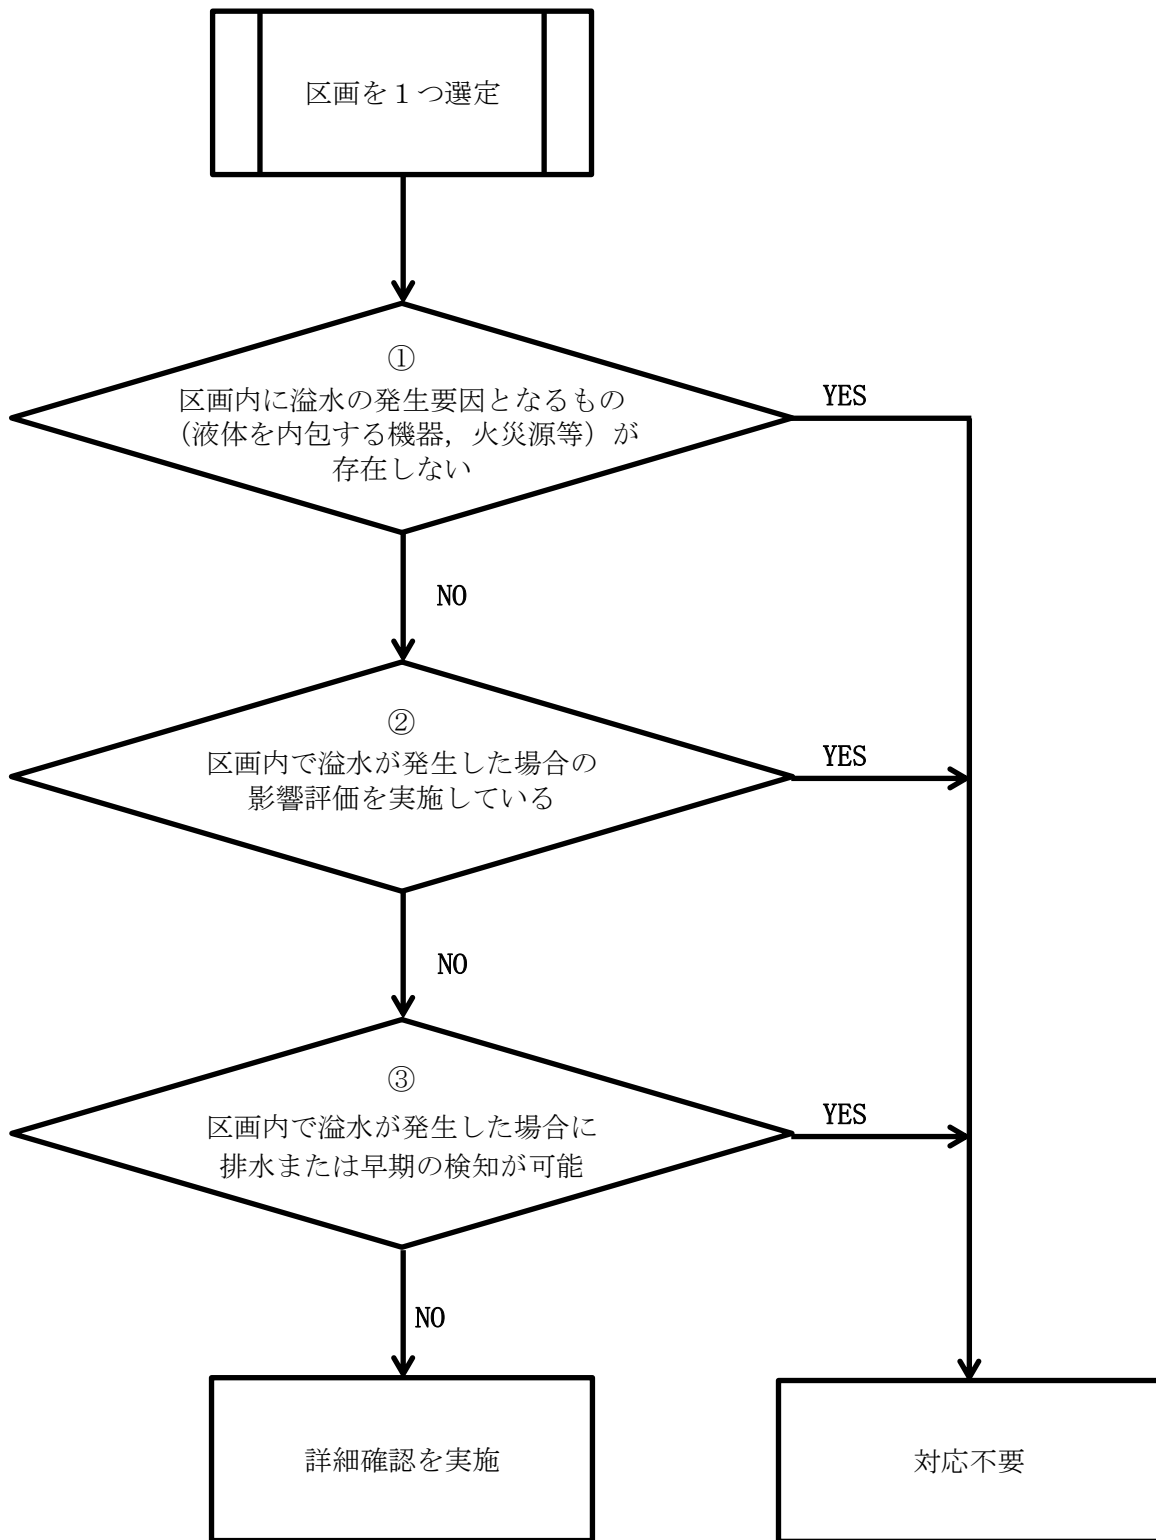 区画を１つ選定
①
区画内に溢水の発生要因となるもの
（液体を内包する機器，火災源等）が
存在しない
YES
NO
②
区画内で溢水が発生した場合の
影響評価を実施している
YES
NO
③
区画内で溢水が発生した場合に
排水または早期の検知が可能
YES
NO
詳細確認を実施
対応不要